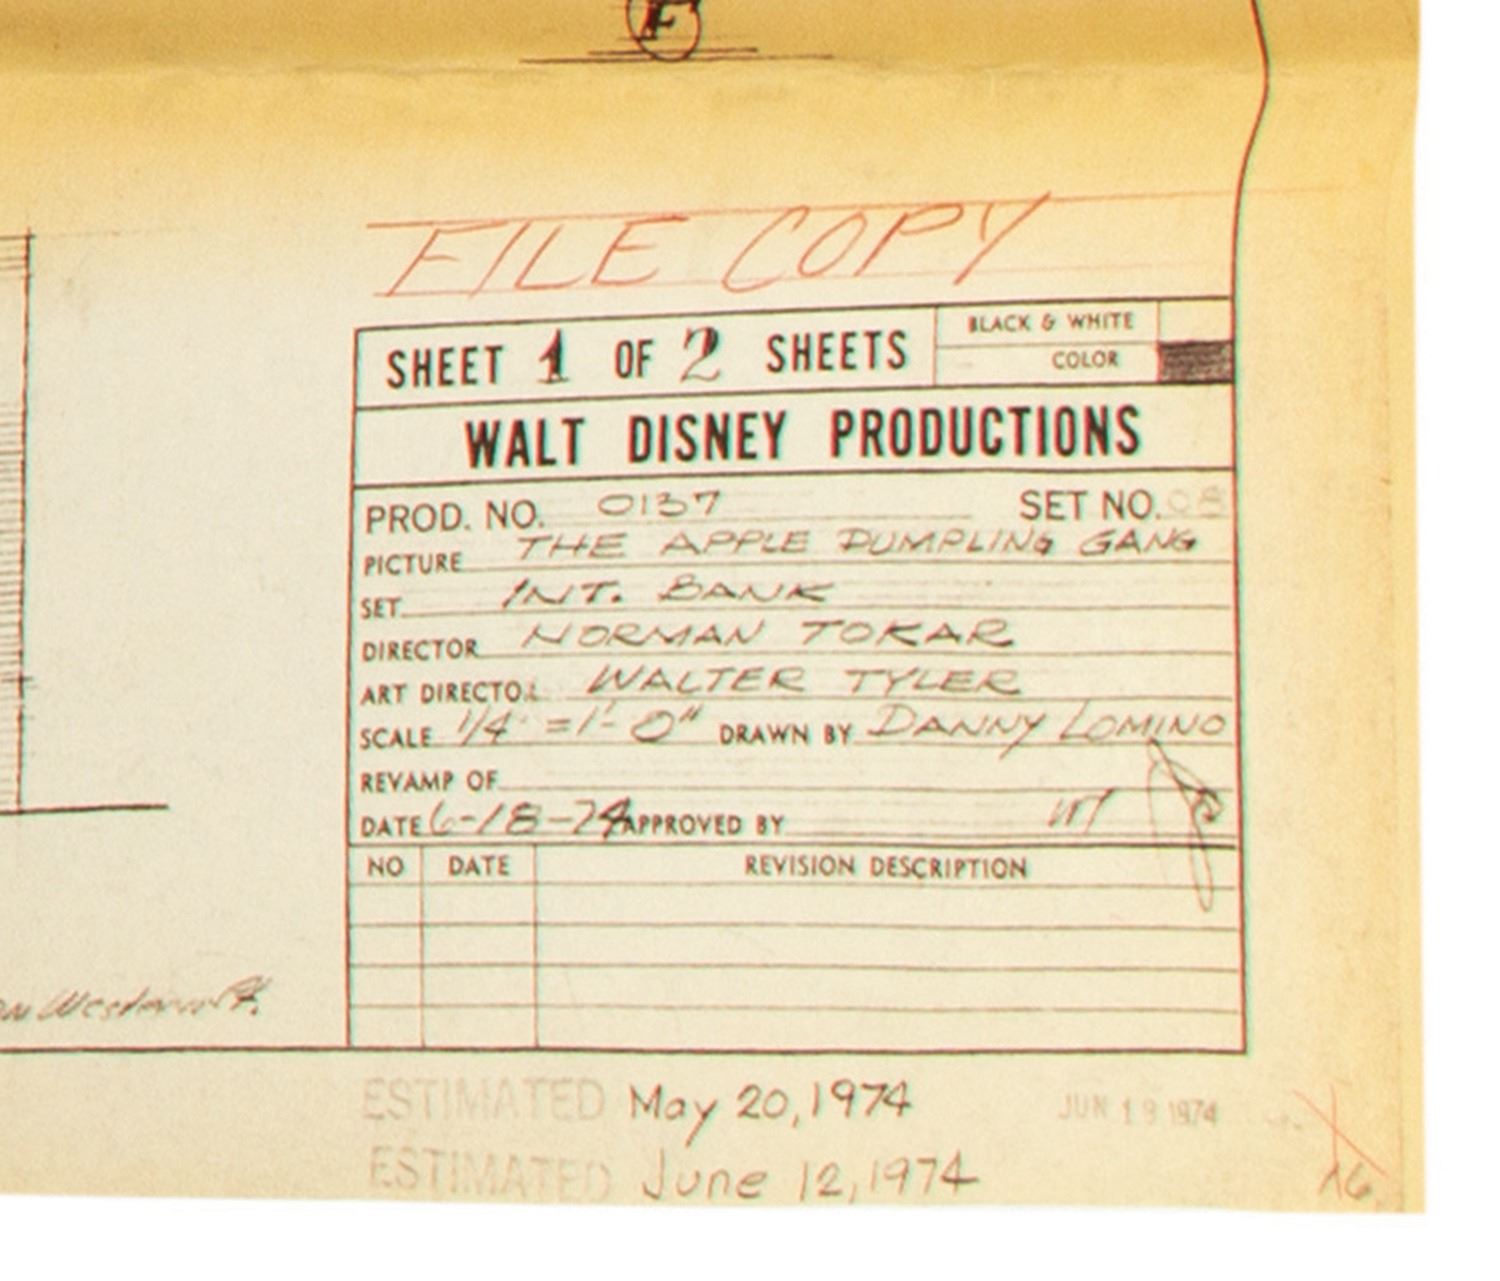 F
FILE COPY
SHEET 1 OF 2 SHEETS
BLACK & WHITE
COLOR
WALT DISNEY PRODUCTIONS
PROD. NO. 0137 SET NO. 08
PICTURE THE APPLE DUMPLING GANG
SET INT. BANK
DIRECTOR NORMAN TOKAR
ART DIRECTOR WALTER TYLER
SCALE 1/4" = 1'-0" DRAWN BY DANNY LOMINO
REVAMP OF
DATE 6-18-74 APPROVED BY WT
NO DATE REVISION DESCRIPTION
ESTIMATED May 20, 1974
JUN 19 1974
ESTIMATED June 12, 1974
16